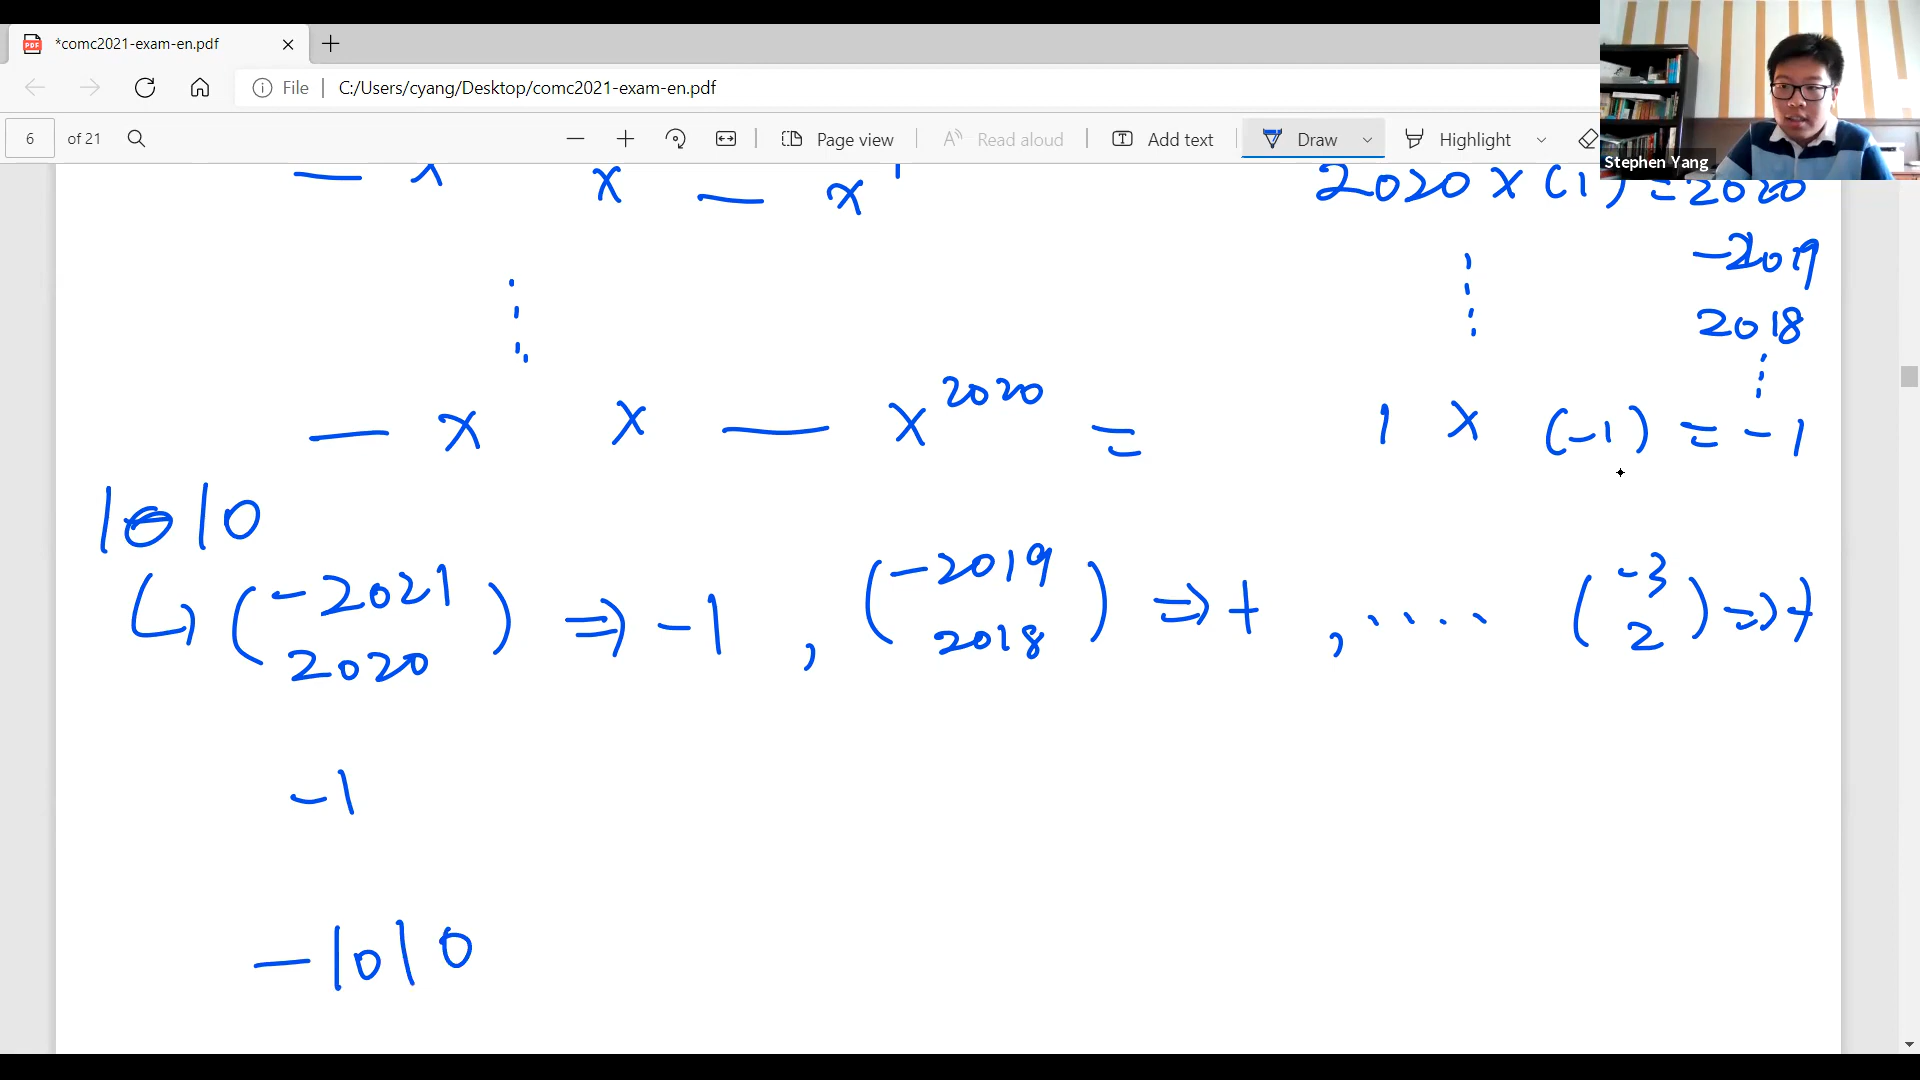 *comc2021-exam-en.pdf
File | C:/Users/cyang/Desktop/comc2021-exam-en.pdf
6 of 21 Page view Read aloud Add text Draw Highlight
Stephen Yang
— x x — x 2020 x (1) = 2020
-2019
2018
— x x — x^2020 = 1 x (-1) = -1
1010
↳ (-2021 2020) ⇒ -1 , (-2019 2018) ⇒ + , .... (-3 2) ⇒ +
-1
-1010